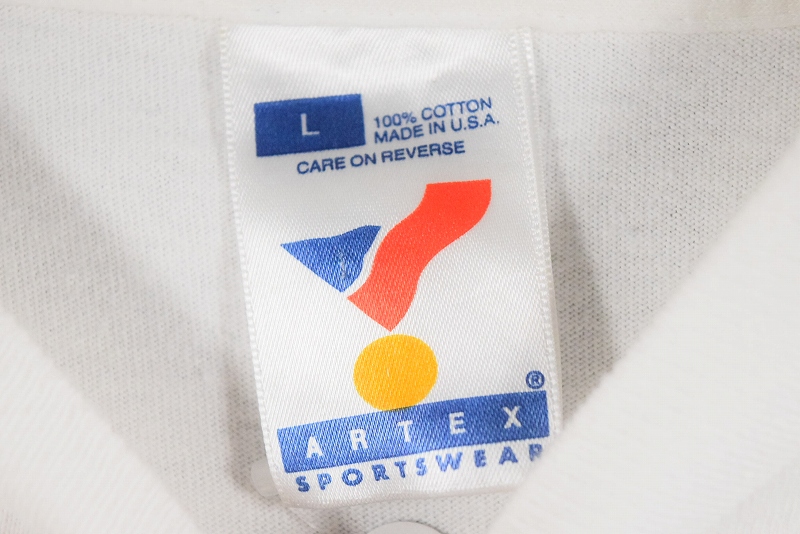 L
100% COTTON
MADE IN U.S.A.
CARE ON REVERSE
®
ARTEX
SPORTSWEAR